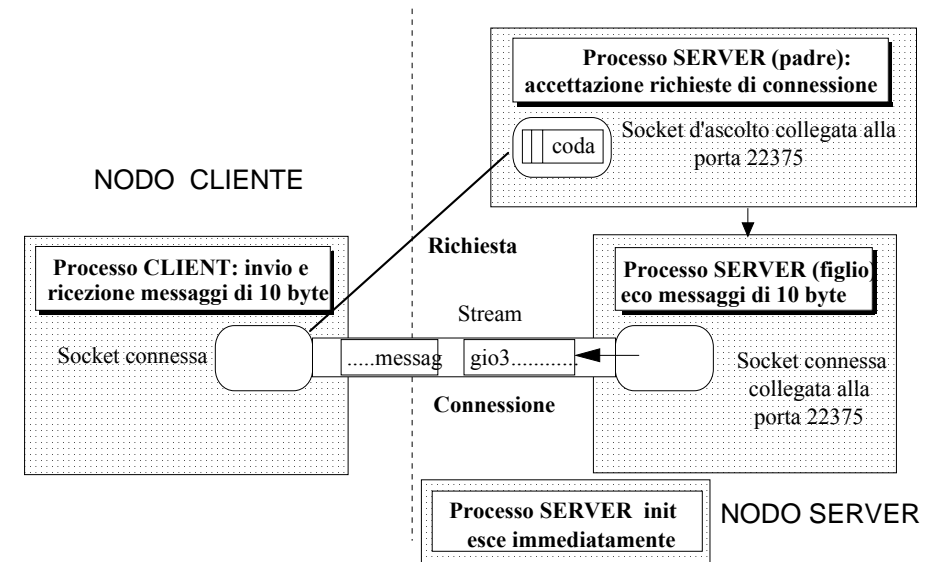 Processo SERVER (padre):
accettazione richieste di connessione
Socket d'ascolto collegata alla
porta 22375
coda
NODO CLIENTE
Richiesta
Processo CLIENT: invio e
ricezione messaggi di 10 byte
Processo SERVER (figlio)
eco messaggi di 10 byte
Stream
Socket connessa
.....messag
gio3............
Socket connessa
collegata alla
porta 22375
Connessione
Processo SERVER init
esce immediatamente
NODO SERVER